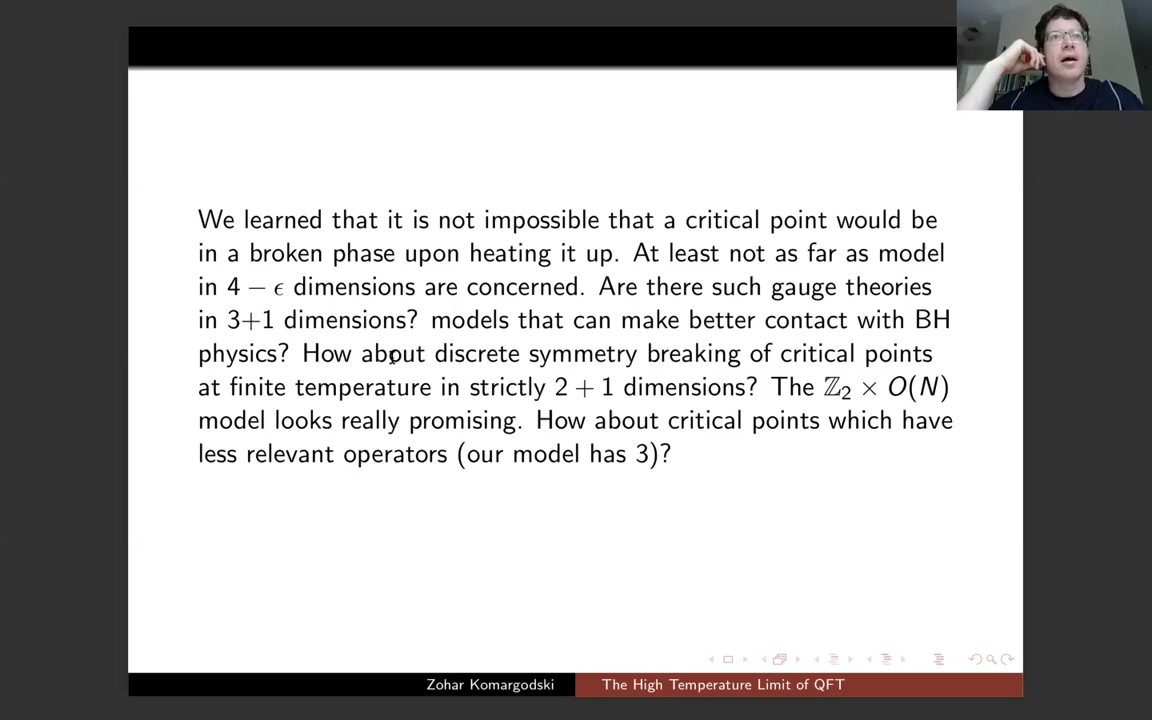 We learned that it is not impossible that a critical point would be
in a broken phase upon heating it up. At least not as far as model
in 4 − ϵ dimensions are concerned. Are there such gauge theories
in 3+1 dimensions? models that can make better contact with BH
physics? How about discrete symmetry breaking of critical points
at finite temperature in strictly 2 + 1 dimensions? The ℤ₂ × O(N)
model looks really promising. How about critical points which have
less relevant operators (our model has 3)?
Zohar Komargodski
The High Temperature Limit of QFT